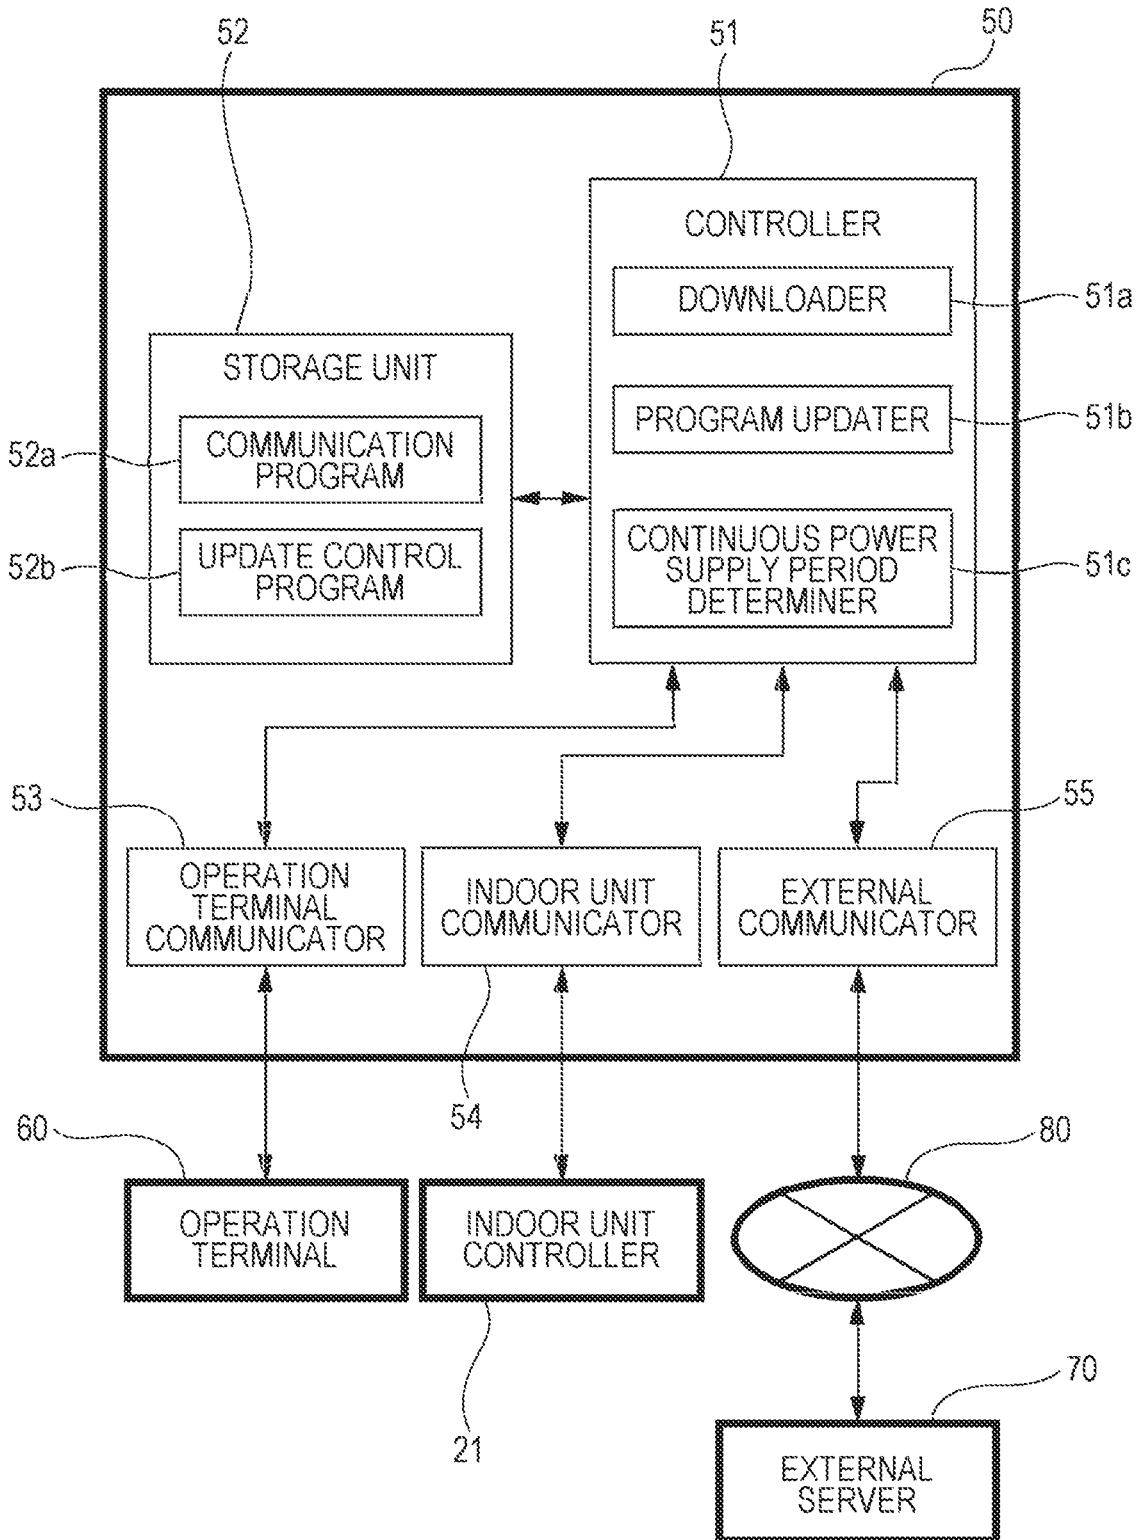 50
52
51
CONTROLLER
DOWNLOADER
51a
STORAGE UNIT
PROGRAM UPDATER
51b
52a
COMMUNICATION
PROGRAM
CONTINUOUS POWER
SUPPLY PERIOD
DETERMINER
51c
52b
UPDATE CONTROL
PROGRAM
53
55
OPERATION
TERMINAL
COMMUNICATOR
INDOOR UNIT
COMMUNICATOR
EXTERNAL
COMMUNICATOR
54
60
80
OPERATION
TERMINAL
INDOOR UNIT
CONTROLLER
21
70
EXTERNAL
SERVER